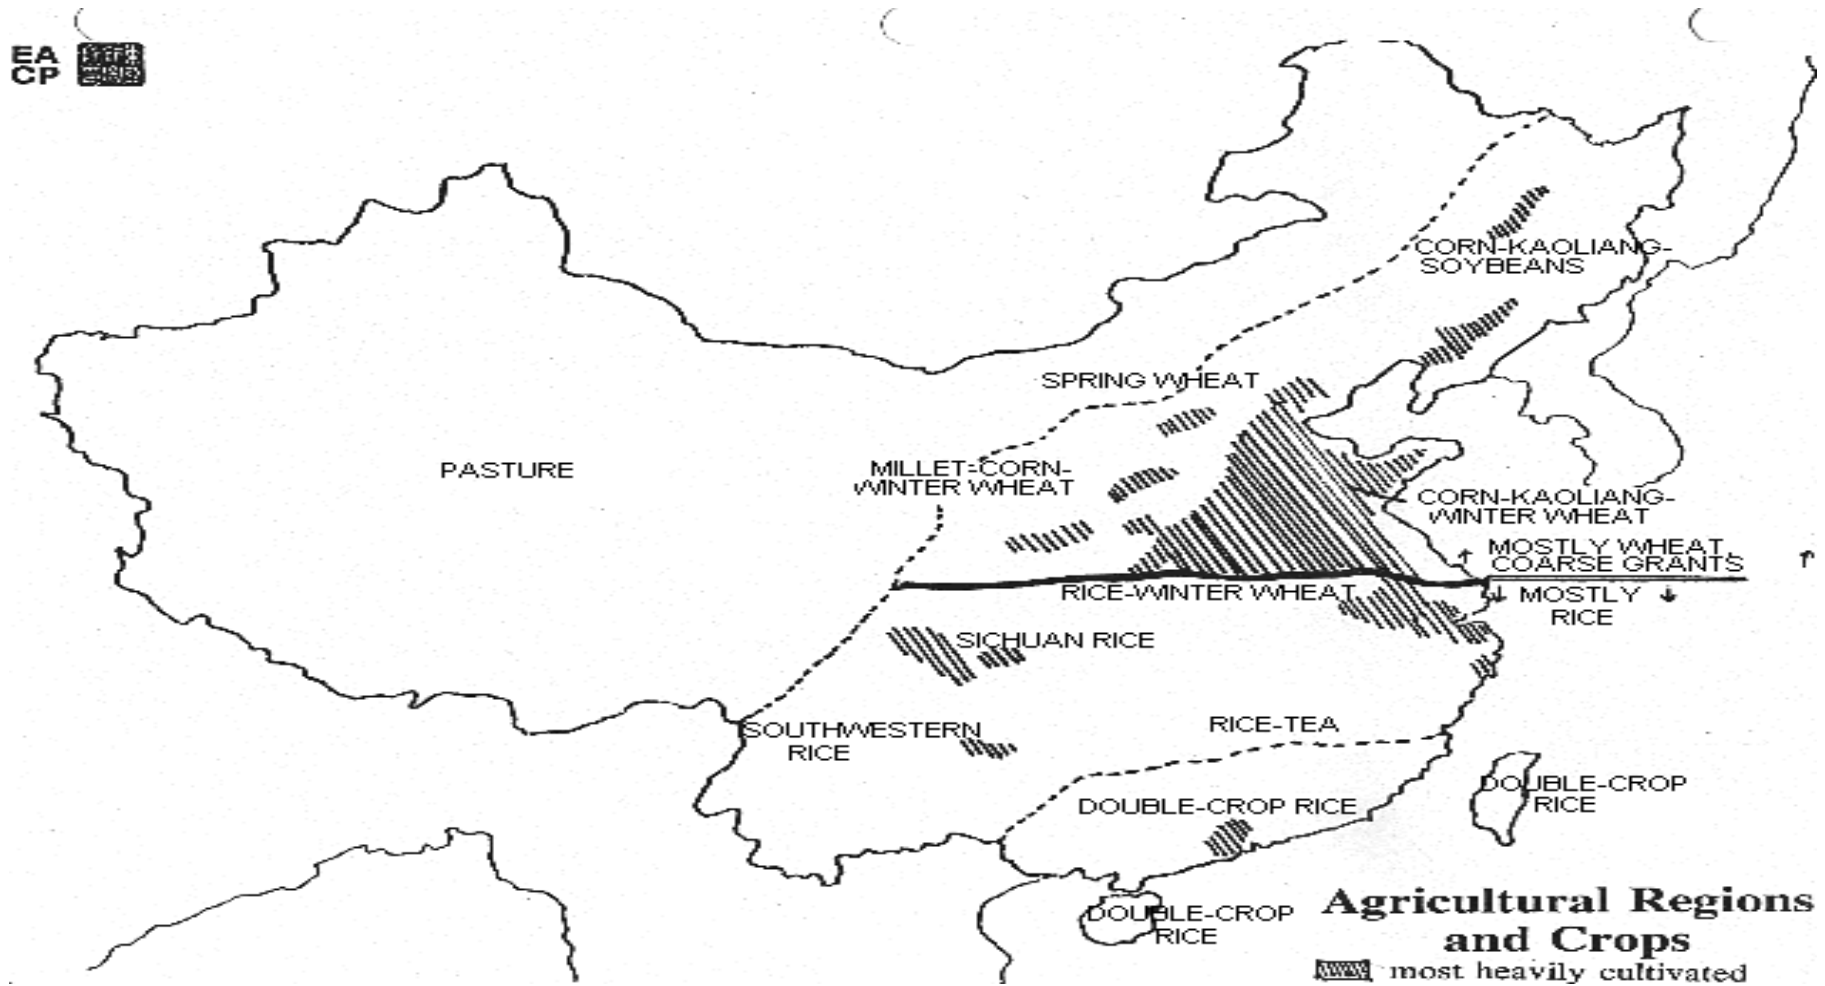 EA
CP
CORN-KAOLIANG-
SOYBEANS
SPRING WHEAT
PASTURE
MILLET-CORN-
WINTER WHEAT
CORN-KAOLIANG-
WINTER WHEAT
MOSTLY WHEAT,
COARSE GRANTS
RICE-WINTER WHEAT
MOSTLY
RICE
SICHUAN RICE
SOUTHWESTERN
RICE
RICE-TEA
DOUBLE-CROP
RICE
DOUBLE-CROP RICE
DOUBLE-CROP
RICE
Agricultural Regions
and Crops
most heavily cultivated